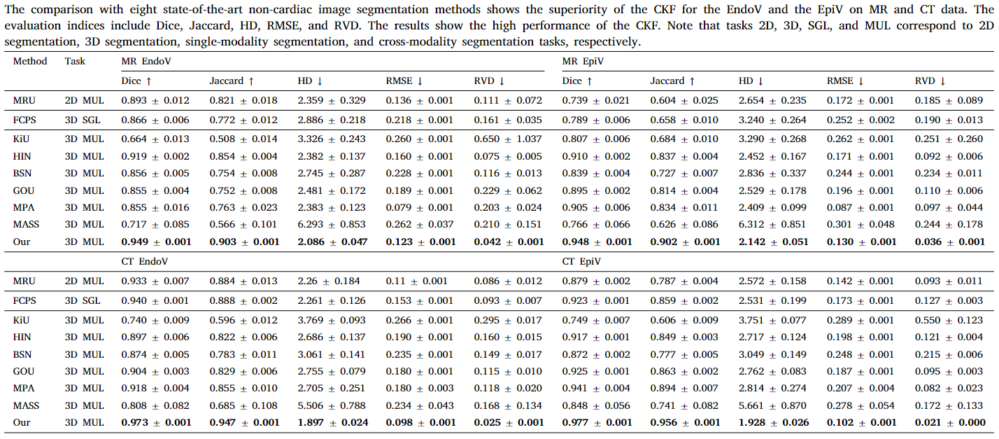 The comparison with eight state-of-the-art non-cardiac image segmentation methods shows the superiority of the CKF for the EndoV and the EpiV on MR and CT data. The
evaluation indices include Dice, Jaccard, HD, RMSE, and RVD. The results show the high performance of the CKF. Note that tasks 2D, 3D, SGL, and MUL correspond to 2D
segmentation, 3D segmentation, single-modality segmentation, and cross-modality segmentation tasks, respectively.
Method Task MR EndoV MR EpiV
Dice ↑ Jaccard ↑ HD ↓ RMSE ↓ RVD ↓ Dice ↑ Jaccard ↑ HD ↓ RMSE ↓ RVD ↓
MRU 2D MUL 0.893 ± 0.012 0.821 ± 0.018 2.359 ± 0.329 0.136 ± 0.001 0.111 ± 0.072 0.739 ± 0.021 0.604 ± 0.025 2.654 ± 0.235 0.172 ± 0.001 0.185 ± 0.089
FCPS 3D SGL 0.866 ± 0.006 0.772 ± 0.012 2.886 ± 0.218 0.218 ± 0.001 0.161 ± 0.035 0.789 ± 0.006 0.658 ± 0.010 3.240 ± 0.264 0.252 ± 0.002 0.190 ± 0.013
KiU 3D MUL 0.664 ± 0.013 0.508 ± 0.014 3.326 ± 0.243 0.260 ± 0.001 0.650 ± 1.037 0.807 ± 0.006 0.684 ± 0.010 3.290 ± 0.268 0.262 ± 0.001 0.251 ± 0.260
HIN 3D MUL 0.919 ± 0.002 0.854 ± 0.004 2.382 ± 0.137 0.160 ± 0.001 0.075 ± 0.005 0.910 ± 0.002 0.837 ± 0.004 2.452 ± 0.167 0.171 ± 0.001 0.092 ± 0.006
BSN 3D MUL 0.856 ± 0.005 0.754 ± 0.008 2.745 ± 0.287 0.228 ± 0.001 0.116 ± 0.013 0.839 ± 0.004 0.727 ± 0.007 2.836 ± 0.337 0.244 ± 0.001 0.234 ± 0.011
GOU 3D MUL 0.855 ± 0.004 0.752 ± 0.008 2.481 ± 0.172 0.189 ± 0.001 0.229 ± 0.062 0.895 ± 0.002 0.814 ± 0.004 2.529 ± 0.178 0.196 ± 0.001 0.110 ± 0.006
MPA 3D MUL 0.855 ± 0.016 0.763 ± 0.023 2.383 ± 0.123 0.079 ± 0.001 0.203 ± 0.024 0.905 ± 0.006 0.834 ± 0.011 2.409 ± 0.099 0.087 ± 0.001 0.097 ± 0.044
MASS 3D MUL 0.717 ± 0.085 0.566 ± 0.101 6.293 ± 0.853 0.262 ± 0.037 0.210 ± 0.151 0.766 ± 0.066 0.626 ± 0.086 6.312 ± 0.851 0.301 ± 0.048 0.244 ± 0.178
Our 3D MUL 0.949 ± 0.001 0.903 ± 0.001 2.086 ± 0.047 0.123 ± 0.001 0.042 ± 0.001 0.948 ± 0.001 0.902 ± 0.001 2.142 ± 0.051 0.130 ± 0.001 0.036 ± 0.001
CT EndoV CT EpiV
MRU 2D MUL 0.933 ± 0.007 0.884 ± 0.013 2.26 ± 0.184 0.11 ± 0.001 0.086 ± 0.012 0.879 ± 0.002 0.787 ± 0.004 2.572 ± 0.158 0.142 ± 0.001 0.093 ± 0.011
FCPS 3D SGL 0.940 ± 0.001 0.888 ± 0.002 2.261 ± 0.126 0.153 ± 0.001 0.093 ± 0.007 0.923 ± 0.001 0.859 ± 0.002 2.531 ± 0.199 0.173 ± 0.001 0.127 ± 0.003
KiU 3D MUL 0.740 ± 0.009 0.596 ± 0.012 3.769 ± 0.093 0.266 ± 0.001 0.295 ± 0.017 0.749 ± 0.007 0.606 ± 0.009 3.751 ± 0.077 0.289 ± 0.001 0.550 ± 0.123
HIN 3D MUL 0.897 ± 0.006 0.822 ± 0.006 2.686 ± 0.137 0.190 ± 0.001 0.160 ± 0.015 0.917 ± 0.001 0.849 ± 0.003 2.717 ± 0.124 0.198 ± 0.001 0.121 ± 0.004
BSN 3D MUL 0.874 ± 0.005 0.783 ± 0.011 3.061 ± 0.141 0.235 ± 0.001 0.149 ± 0.017 0.872 ± 0.002 0.777 ± 0.005 3.049 ± 0.149 0.248 ± 0.001 0.215 ± 0.006
GOU 3D MUL 0.904 ± 0.003 0.829 ± 0.006 2.755 ± 0.079 0.180 ± 0.001 0.115 ± 0.010 0.925 ± 0.001 0.863 ± 0.002 2.762 ± 0.083 0.187 ± 0.001 0.095 ± 0.003
MPA 3D MUL 0.918 ± 0.004 0.855 ± 0.010 2.705 ± 0.251 0.180 ± 0.003 0.118 ± 0.020 0.941 ± 0.004 0.894 ± 0.007 2.814 ± 0.274 0.207 ± 0.004 0.082 ± 0.023
MASS 3D MUL 0.808 ± 0.082 0.685 ± 0.108 5.506 ± 0.788 0.234 ± 0.043 0.168 ± 0.134 0.848 ± 0.056 0.741 ± 0.082 5.661 ± 0.870 0.278 ± 0.054 0.172 ± 0.133
Our 3D MUL 0.973 ± 0.001 0.947 ± 0.001 1.897 ± 0.024 0.098 ± 0.001 0.025 ± 0.001 0.977 ± 0.001 0.956 ± 0.001 1.928 ± 0.026 0.102 ± 0.001 0.021 ± 0.000